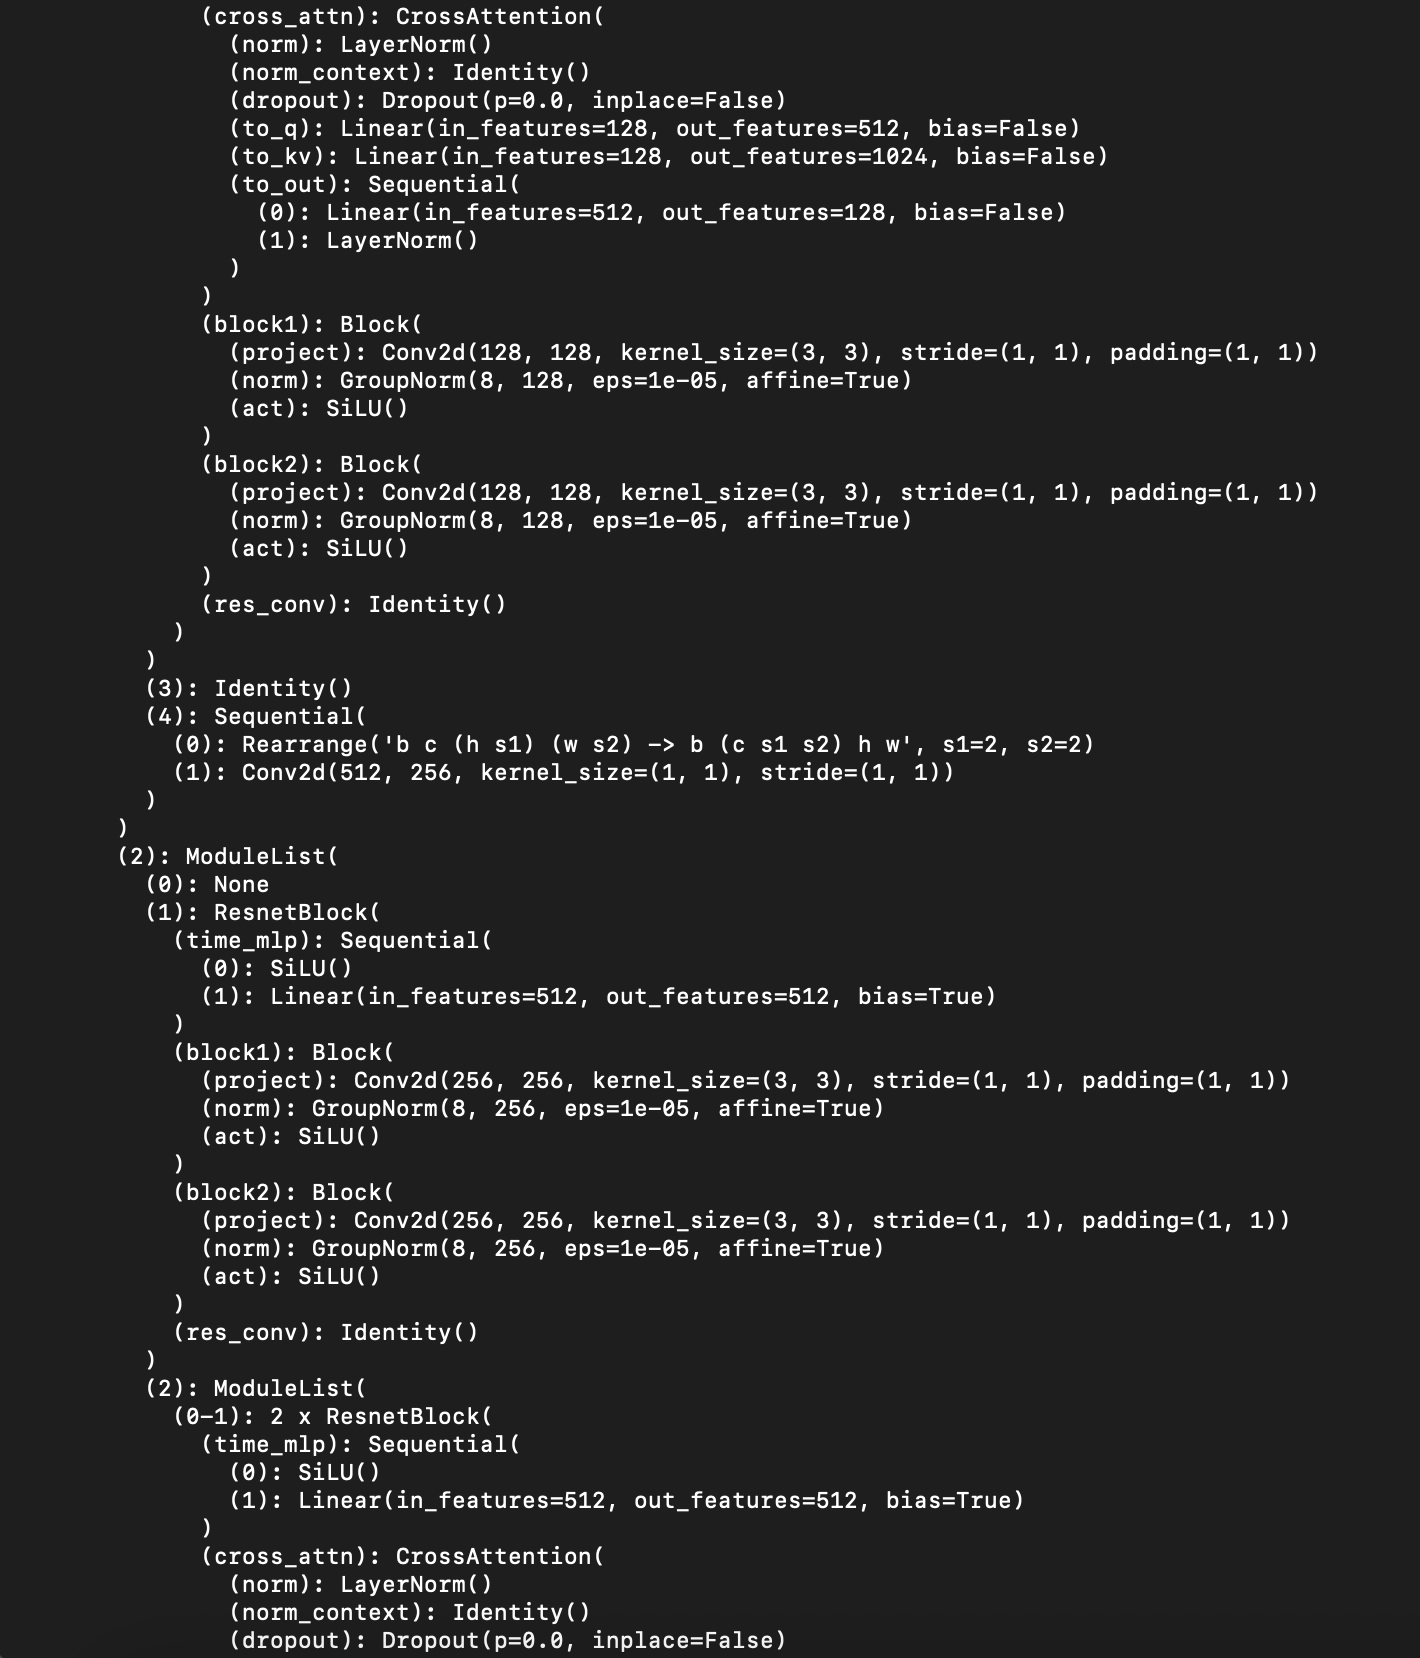 (cross_attn): CrossAttention(
(norm): LayerNorm()
(norm_context): Identity()
(dropout): Dropout(p=0.0, inplace=False)
(to_q): Linear(in_features=128, out_features=512, bias=False)
(to_kv): Linear(in_features=128, out_features=1024, bias=False)
(to_out): Sequential(
(0): Linear(in_features=512, out_features=128, bias=False)
(1): LayerNorm()
)
)
(block1): Block(
(project): Conv2d(128, 128, kernel_size=(3, 3), stride=(1, 1), padding=(1, 1))
(norm): GroupNorm(8, 128, eps=1e-05, affine=True)
(act): SiLU()
)
(block2): Block(
(project): Conv2d(128, 128, kernel_size=(3, 3), stride=(1, 1), padding=(1, 1))
(norm): GroupNorm(8, 128, eps=1e-05, affine=True)
(act): SiLU()
)
(res_conv): Identity()
)
)
(3): Identity()
(4): Sequential(
(0): Rearrange('b c (h s1) (w s2) -> b (c s1 s2) h w', s1=2, s2=2)
(1): Conv2d(512, 256, kernel_size=(1, 1), stride=(1, 1))
)
)
(2): ModuleList(
(0): None
(1): ResnetBlock(
(time_mlp): Sequential(
(0): SiLU()
(1): Linear(in_features=512, out_features=512, bias=True)
)
(block1): Block(
(project): Conv2d(256, 256, kernel_size=(3, 3), stride=(1, 1), padding=(1, 1))
(norm): GroupNorm(8, 256, eps=1e-05, affine=True)
(act): SiLU()
)
(block2): Block(
(project): Conv2d(256, 256, kernel_size=(3, 3), stride=(1, 1), padding=(1, 1))
(norm): GroupNorm(8, 256, eps=1e-05, affine=True)
(act): SiLU()
)
(res_conv): Identity()
)
(2): ModuleList(
(0-1): 2 x ResnetBlock(
(time_mlp): Sequential(
(0): SiLU()
(1): Linear(in_features=512, out_features=512, bias=True)
)
(cross_attn): CrossAttention(
(norm): LayerNorm()
(norm_context): Identity()
(dropout): Dropout(p=0.0, inplace=False)